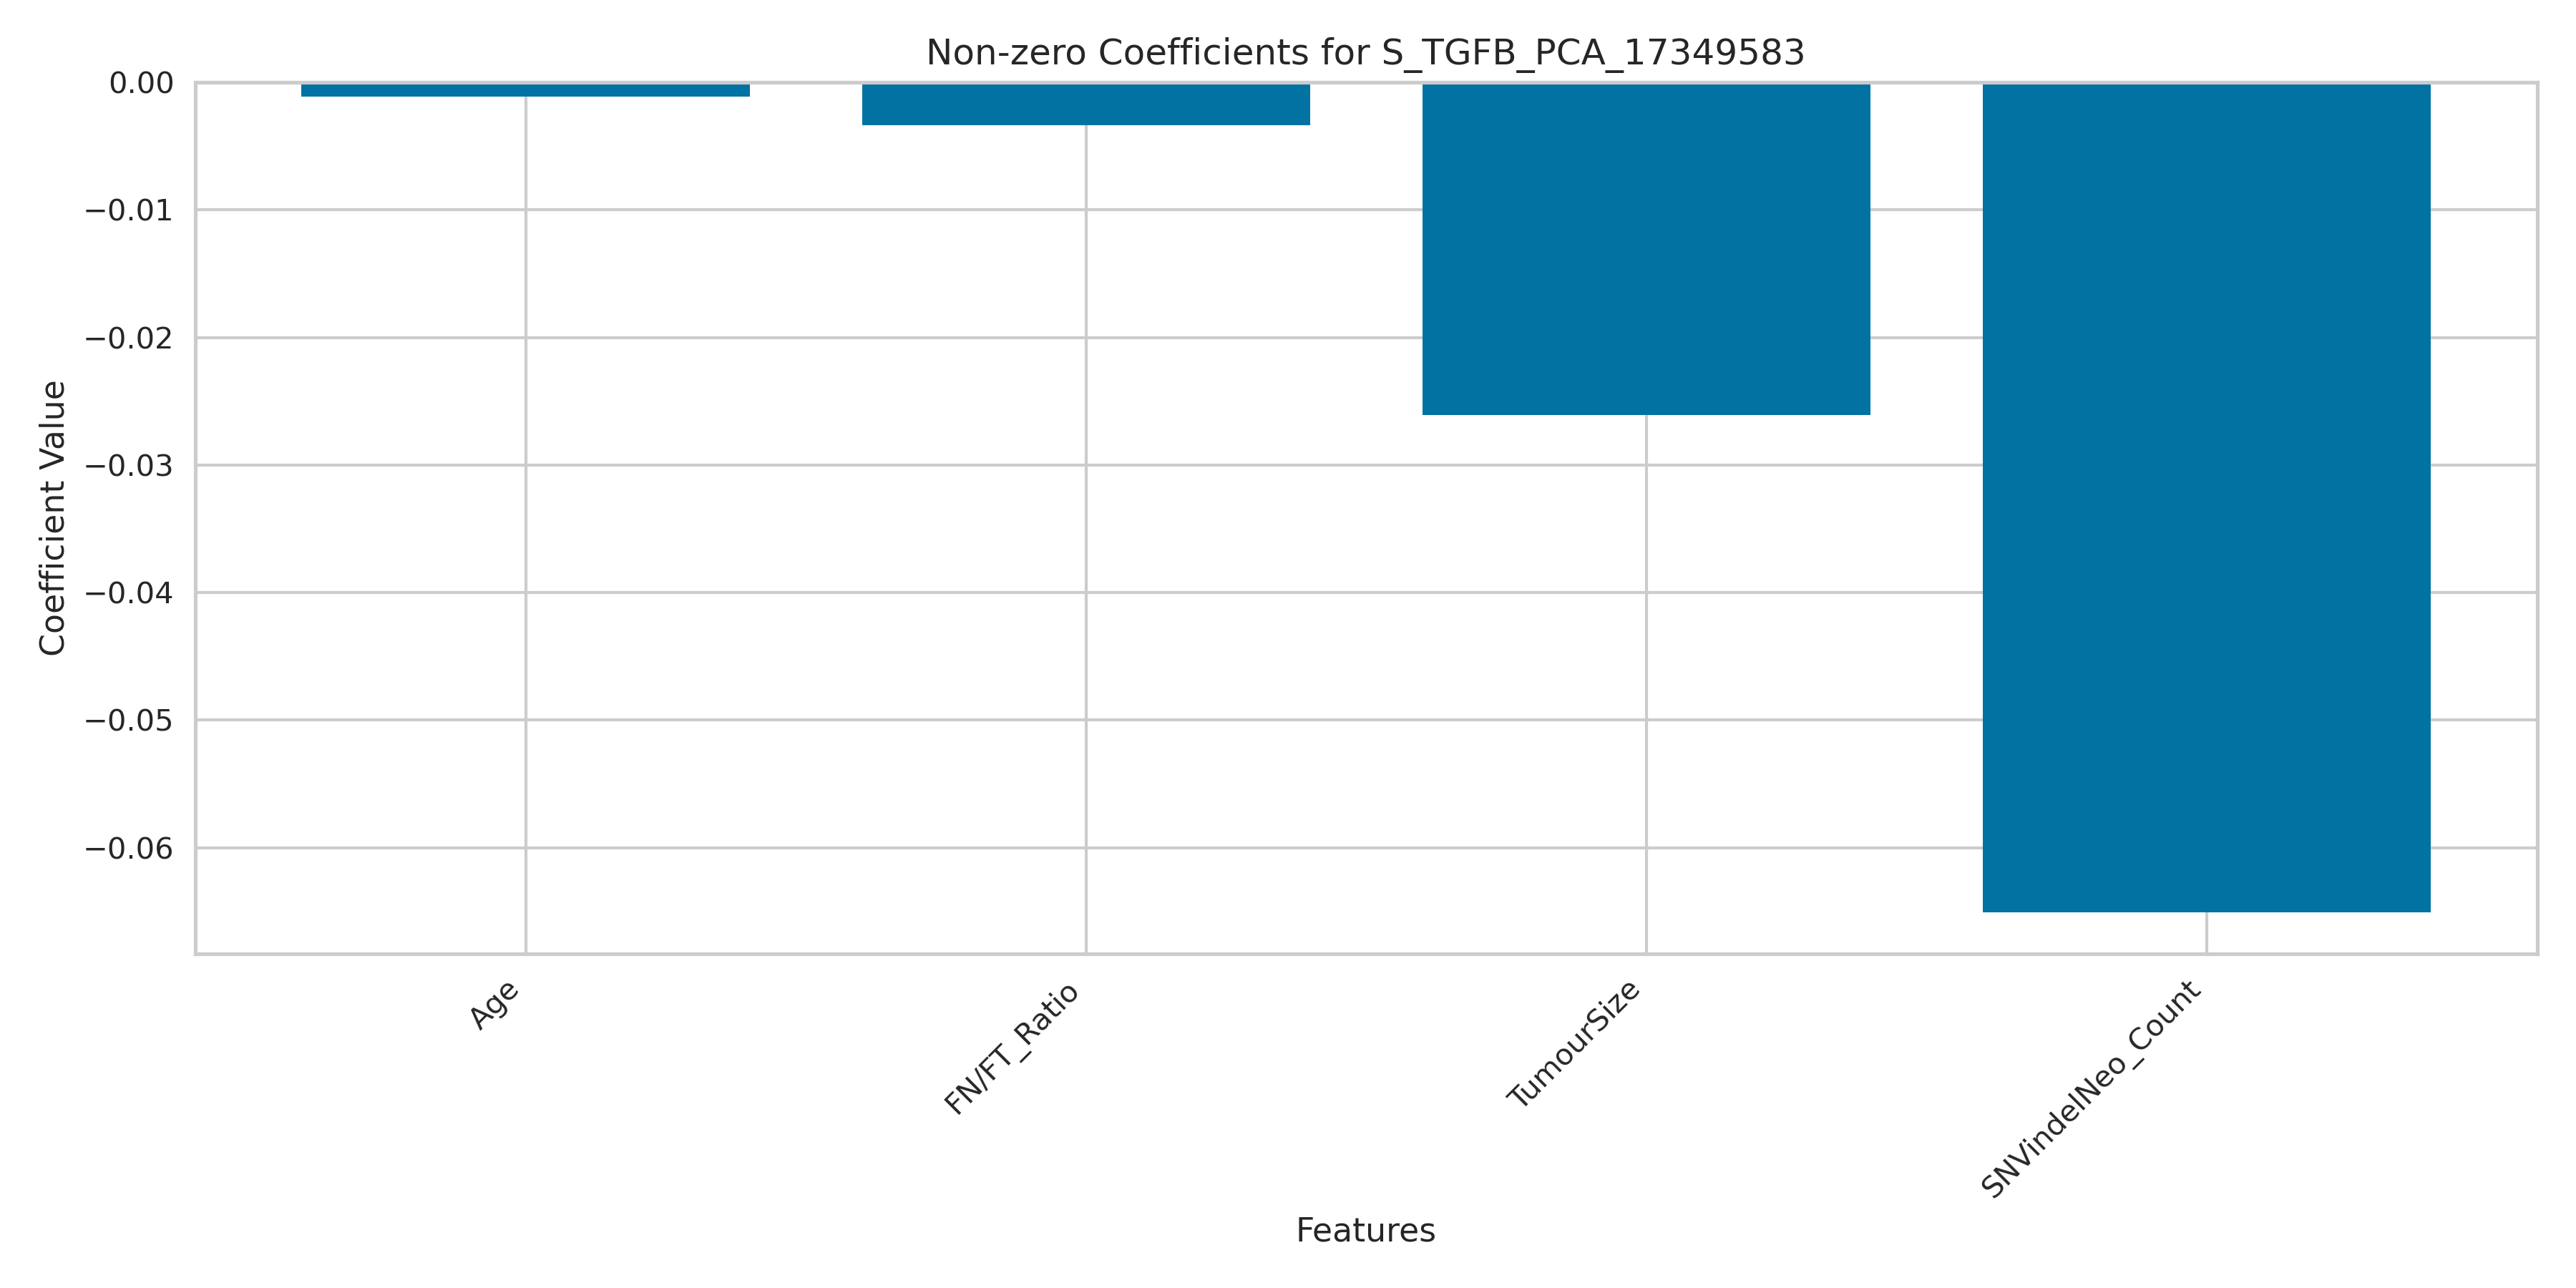 Non-zero Coefficients for S_TGFB_PCA_17349583
0.00
−0.01
−0.02
−0.03
−0.04
−0.05
−0.06
Coefficient Value
Age
FN/FT_Ratio
TumourSize
SNVindelNeo_Count
Features